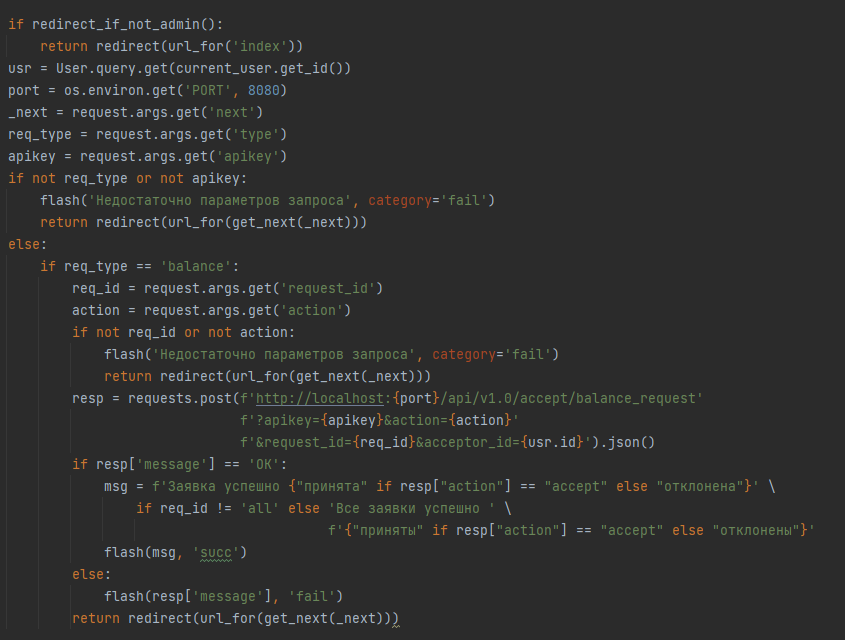 if redirect_if_not_admin():
    return redirect(url_for('index'))
usr = User.query.get(current_user.get_id())
port = os.environ.get('PORT', 8080)
_next = request.args.get('next')
req_type = request.args.get('type')
apikey = request.args.get('apikey')
if not req_type or not apikey:
    flash('Недостаточно параметров запроса', category='fail')
    return redirect(url_for(get_next(_next)))
else:
    if req_type == 'balance':
        req_id = request.args.get('request_id')
        action = request.args.get('action')
        if not req_id or not action:
            flash('Недостаточно параметров запроса', category='fail')
            return redirect(url_for(get_next(_next)))
        resp = requests.post(f'http://localhost:{port}/api/v1.0/accept/balance_request'
                             f'?apikey={apikey}&action={action}'
                             f'&request_id={req_id}&acceptor_id={usr.id}').json()
        if resp['message'] == 'OK':
            msg = f'Заявка успешно {"принята" if resp["action"] == "accept" else "отклонена"}' \
                if req_id != 'all' else 'Все заявки успешно ' \
                                        f'{"приняты" if resp["action"] == "accept" else "отклонены"}'
            flash(msg, 'succ')
        else:
            flash(resp['message'], 'fail')
        return redirect(url_for(get_next(_next)))